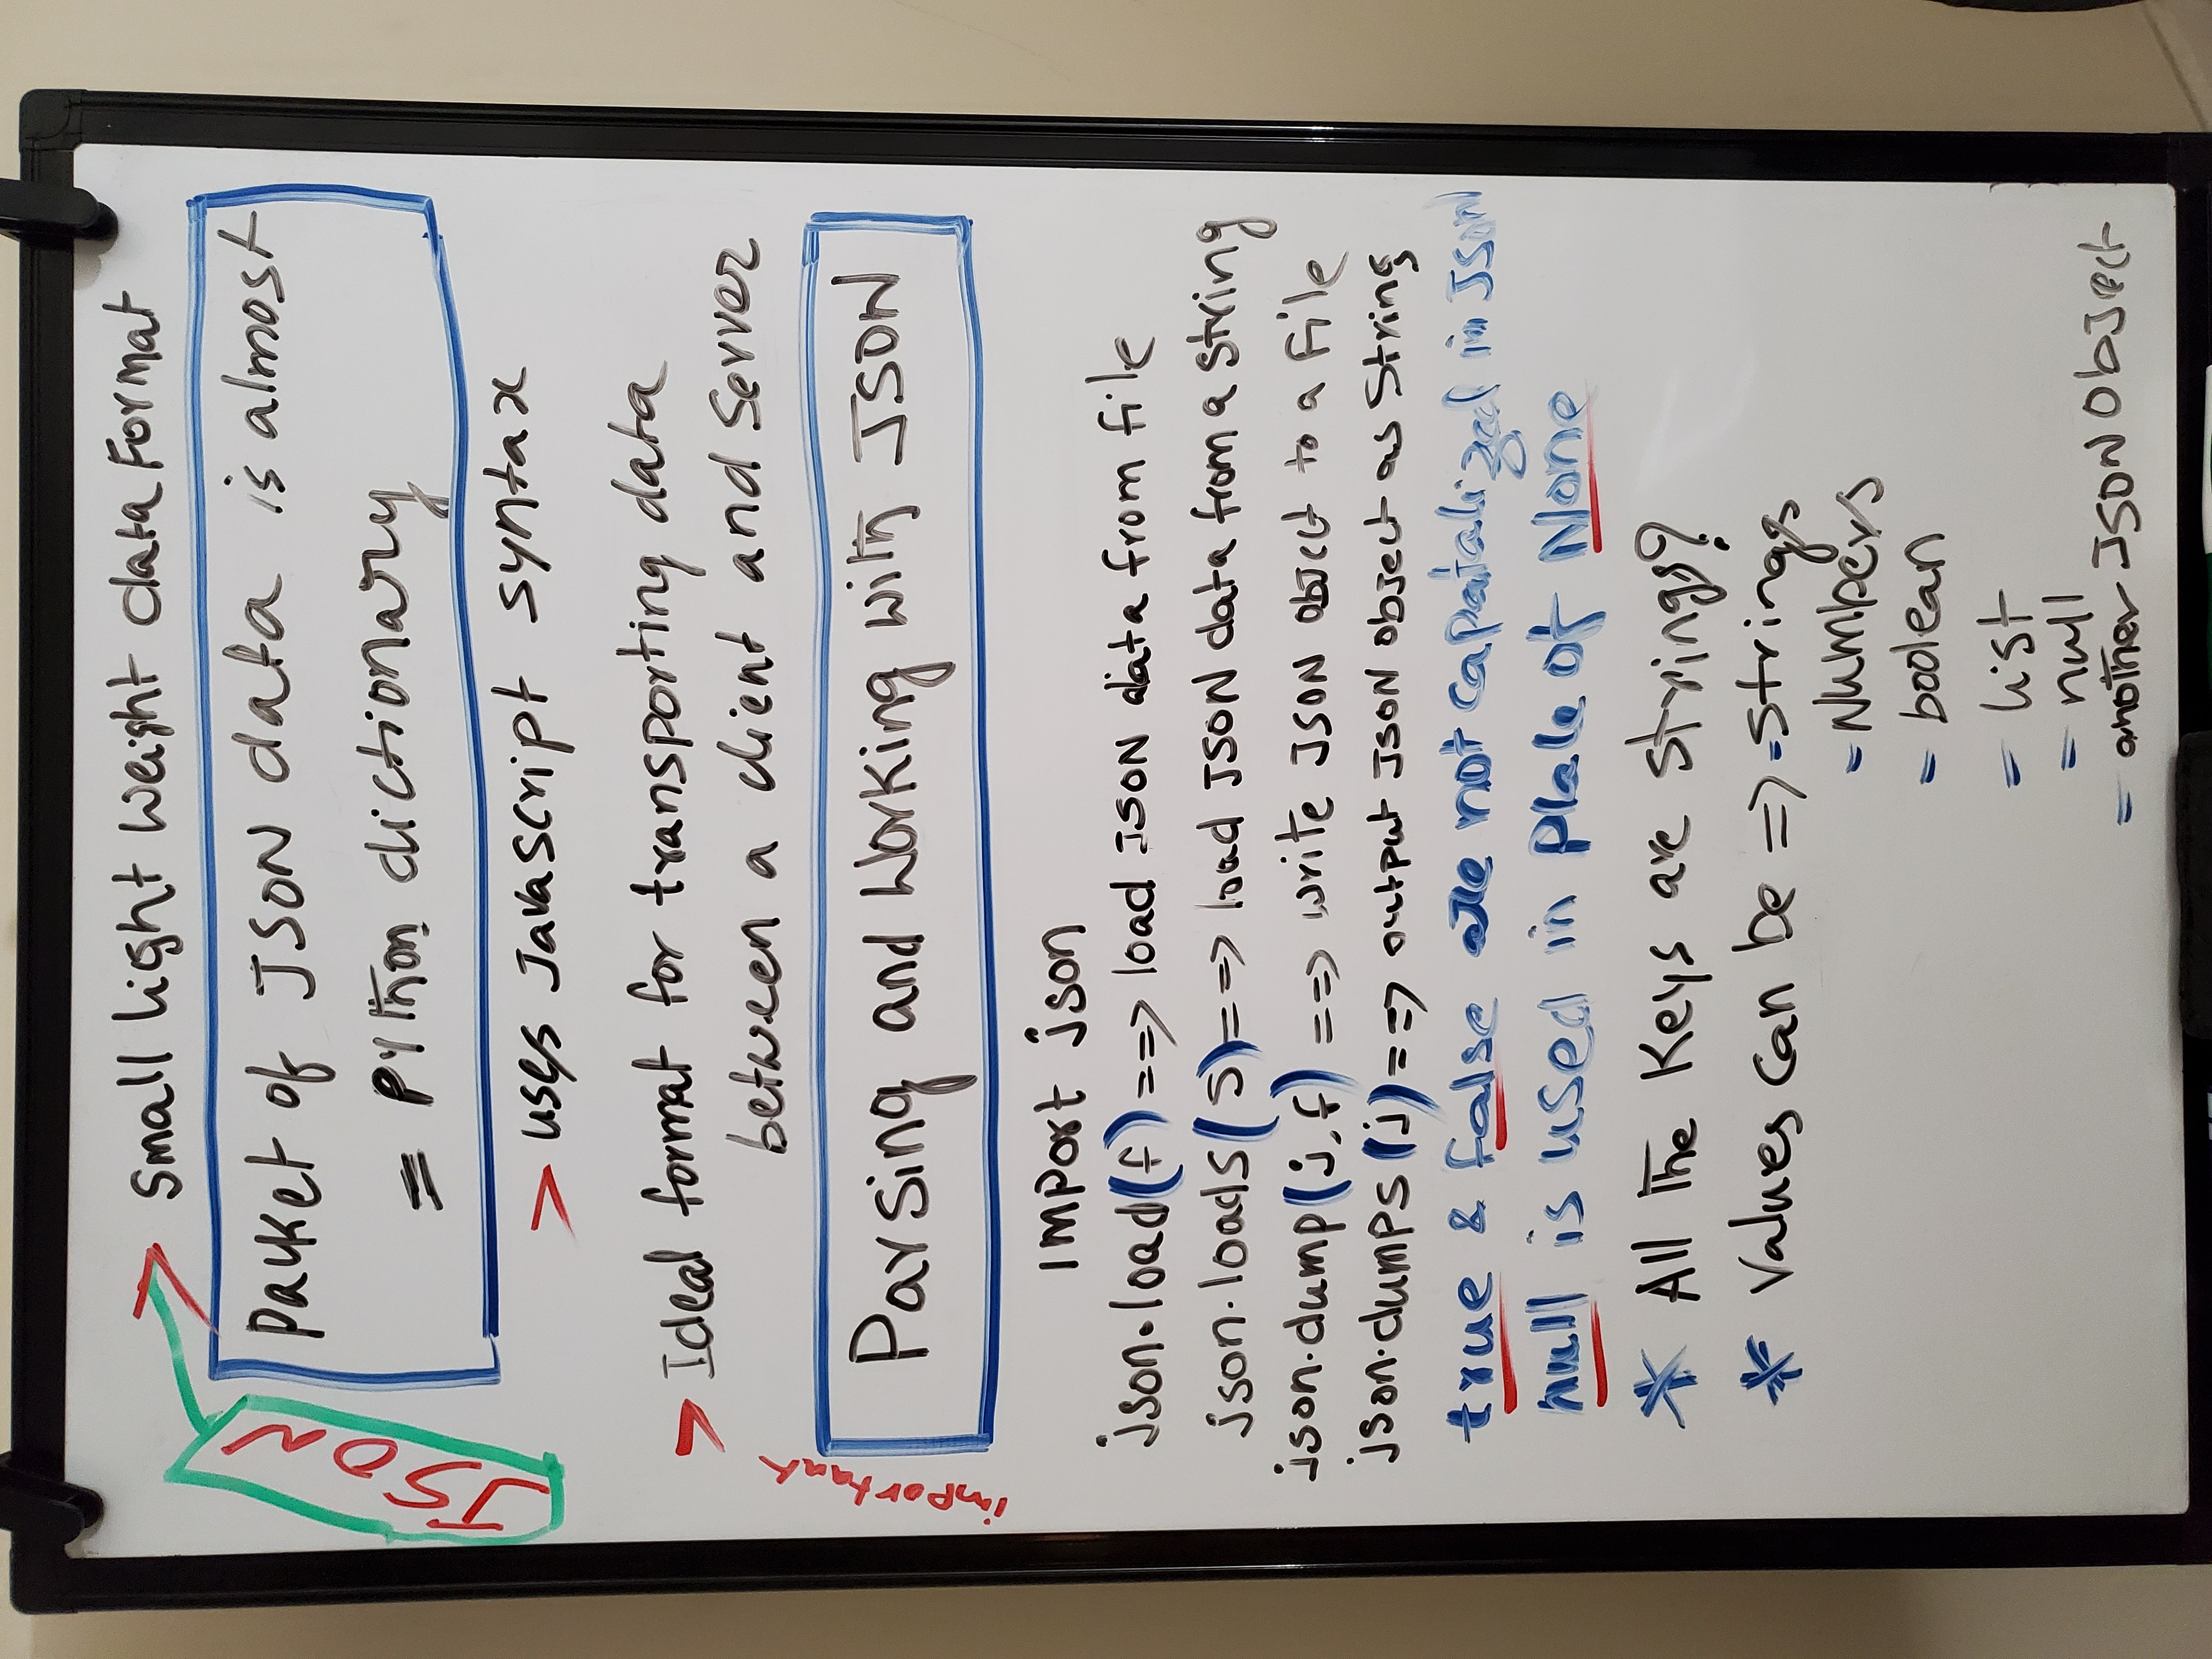 JSON
> Small light weight data Format
Packet of JSON data is almost
= Python dictionary
> uses JavaScript syntax
> Ideal format for transporting data
between a client and Server
important
Parsing and Working with JSON
import json
json.load(f) ==> load JSON data from file
json.loads(s) ==> load JSON data from a string
json.dump(j,f) ==> write JSON object to a File
json.dumps(j) ==> output JSON object as String
true & false are not capatalized in JSON
null is used in Place of None
* All The Keys are strings?
* Values can be => - strings
- Numbers
- boolean
- list
- null
- another JSON Object